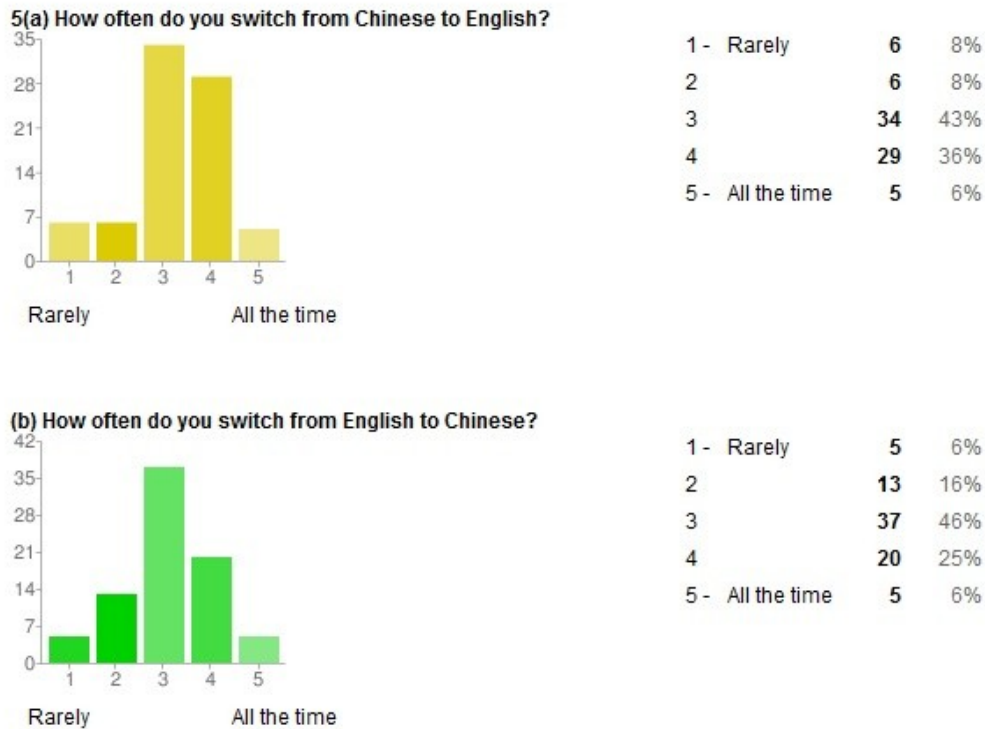 5(a) How often do you switch from Chinese to English?
35
28
21
14
7
0
1 2 3 4 5
Rarely All the time
1 - Rarely 6 8%
2 6 8%
3 34 43%
4 29 36%
5 - All the time 5 6%
(b) How often do you switch from English to Chinese?
42
35
28
21
14
7
0
1 2 3 4 5
Rarely All the time
1 - Rarely 5 6%
2 13 16%
3 37 46%
4 20 25%
5 - All the time 5 6%